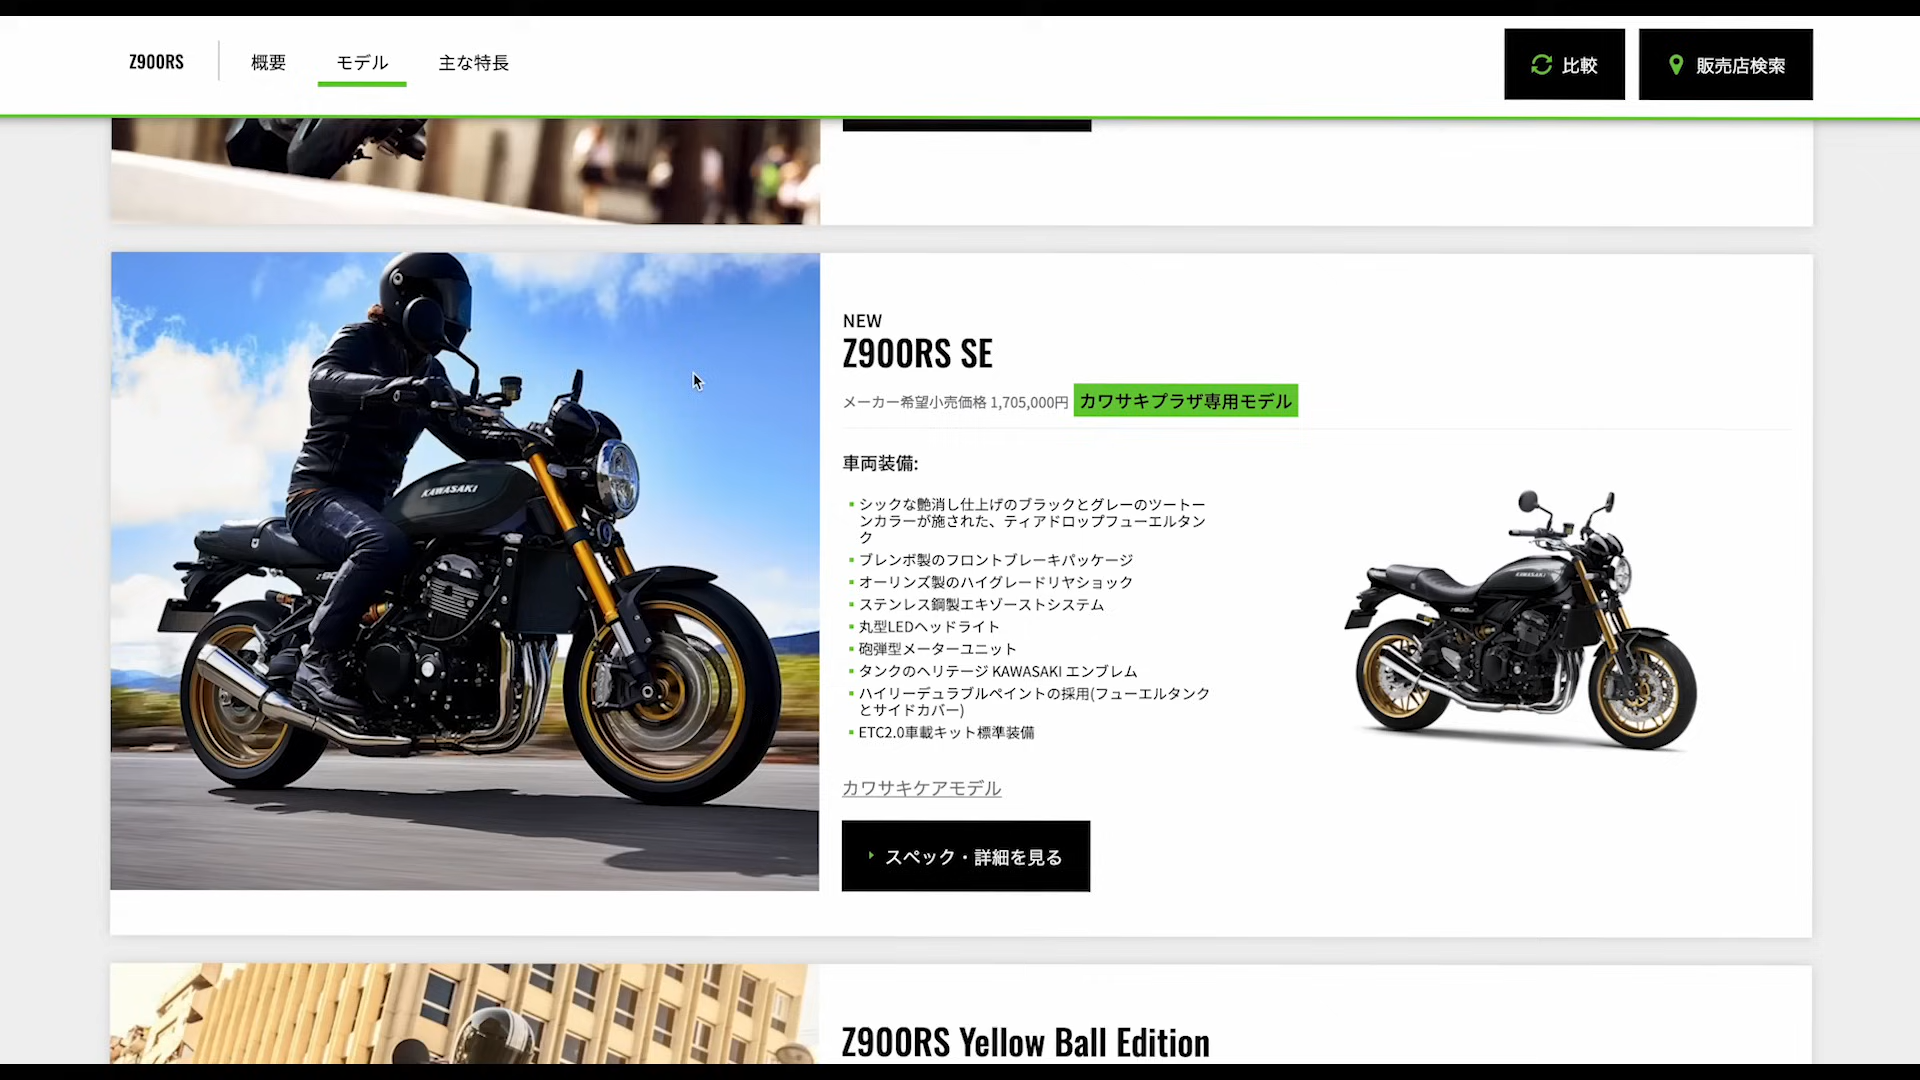 Z900RS
概要
モデル
主な特長
比較
販売店検索
KAWASAKI
NEW
Z900RS SE
メーカー希望小売価格 1,705,000円
カワサキプラザ専用モデル
車両装備:
シックな艶消し仕上げのブラックとグレーのツートー
ンカラーが施された、ティアドロップフューエルタン
ク
ブレンボ製のフロントブレーキパッケージ
オーリンズ製のハイグレードリヤショック
ステンレス鋼製エキゾーストシステム
丸型LEDヘッドライト
砲弾型メーターユニット
タンクのヘリテージ KAWASAKI エンブレム
ハイリーデュラブルペイントの採用(フューエルタンク
とサイドカバー)
ETC2.0車載キット標準装備
KAWASAKI
カワサキケアモデル
スペック・詳細を見る
Z900RS Yellow Ball Edition